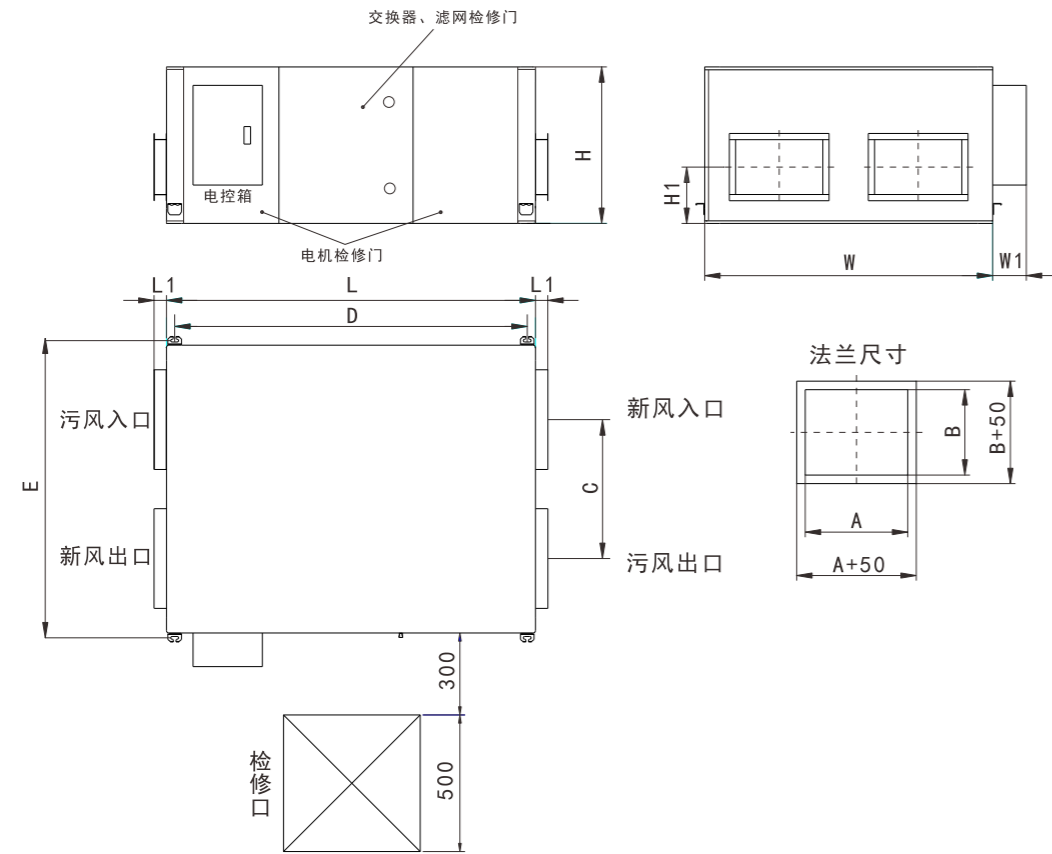 交换器、滤网检修门
电控箱
电机检修门
H
H1
W
W1
L1
L
L1
D
污风入口
新风出口
E
新风入口
污风出口
C
法兰尺寸
B
B+50
A
A+50
300
500
检修口